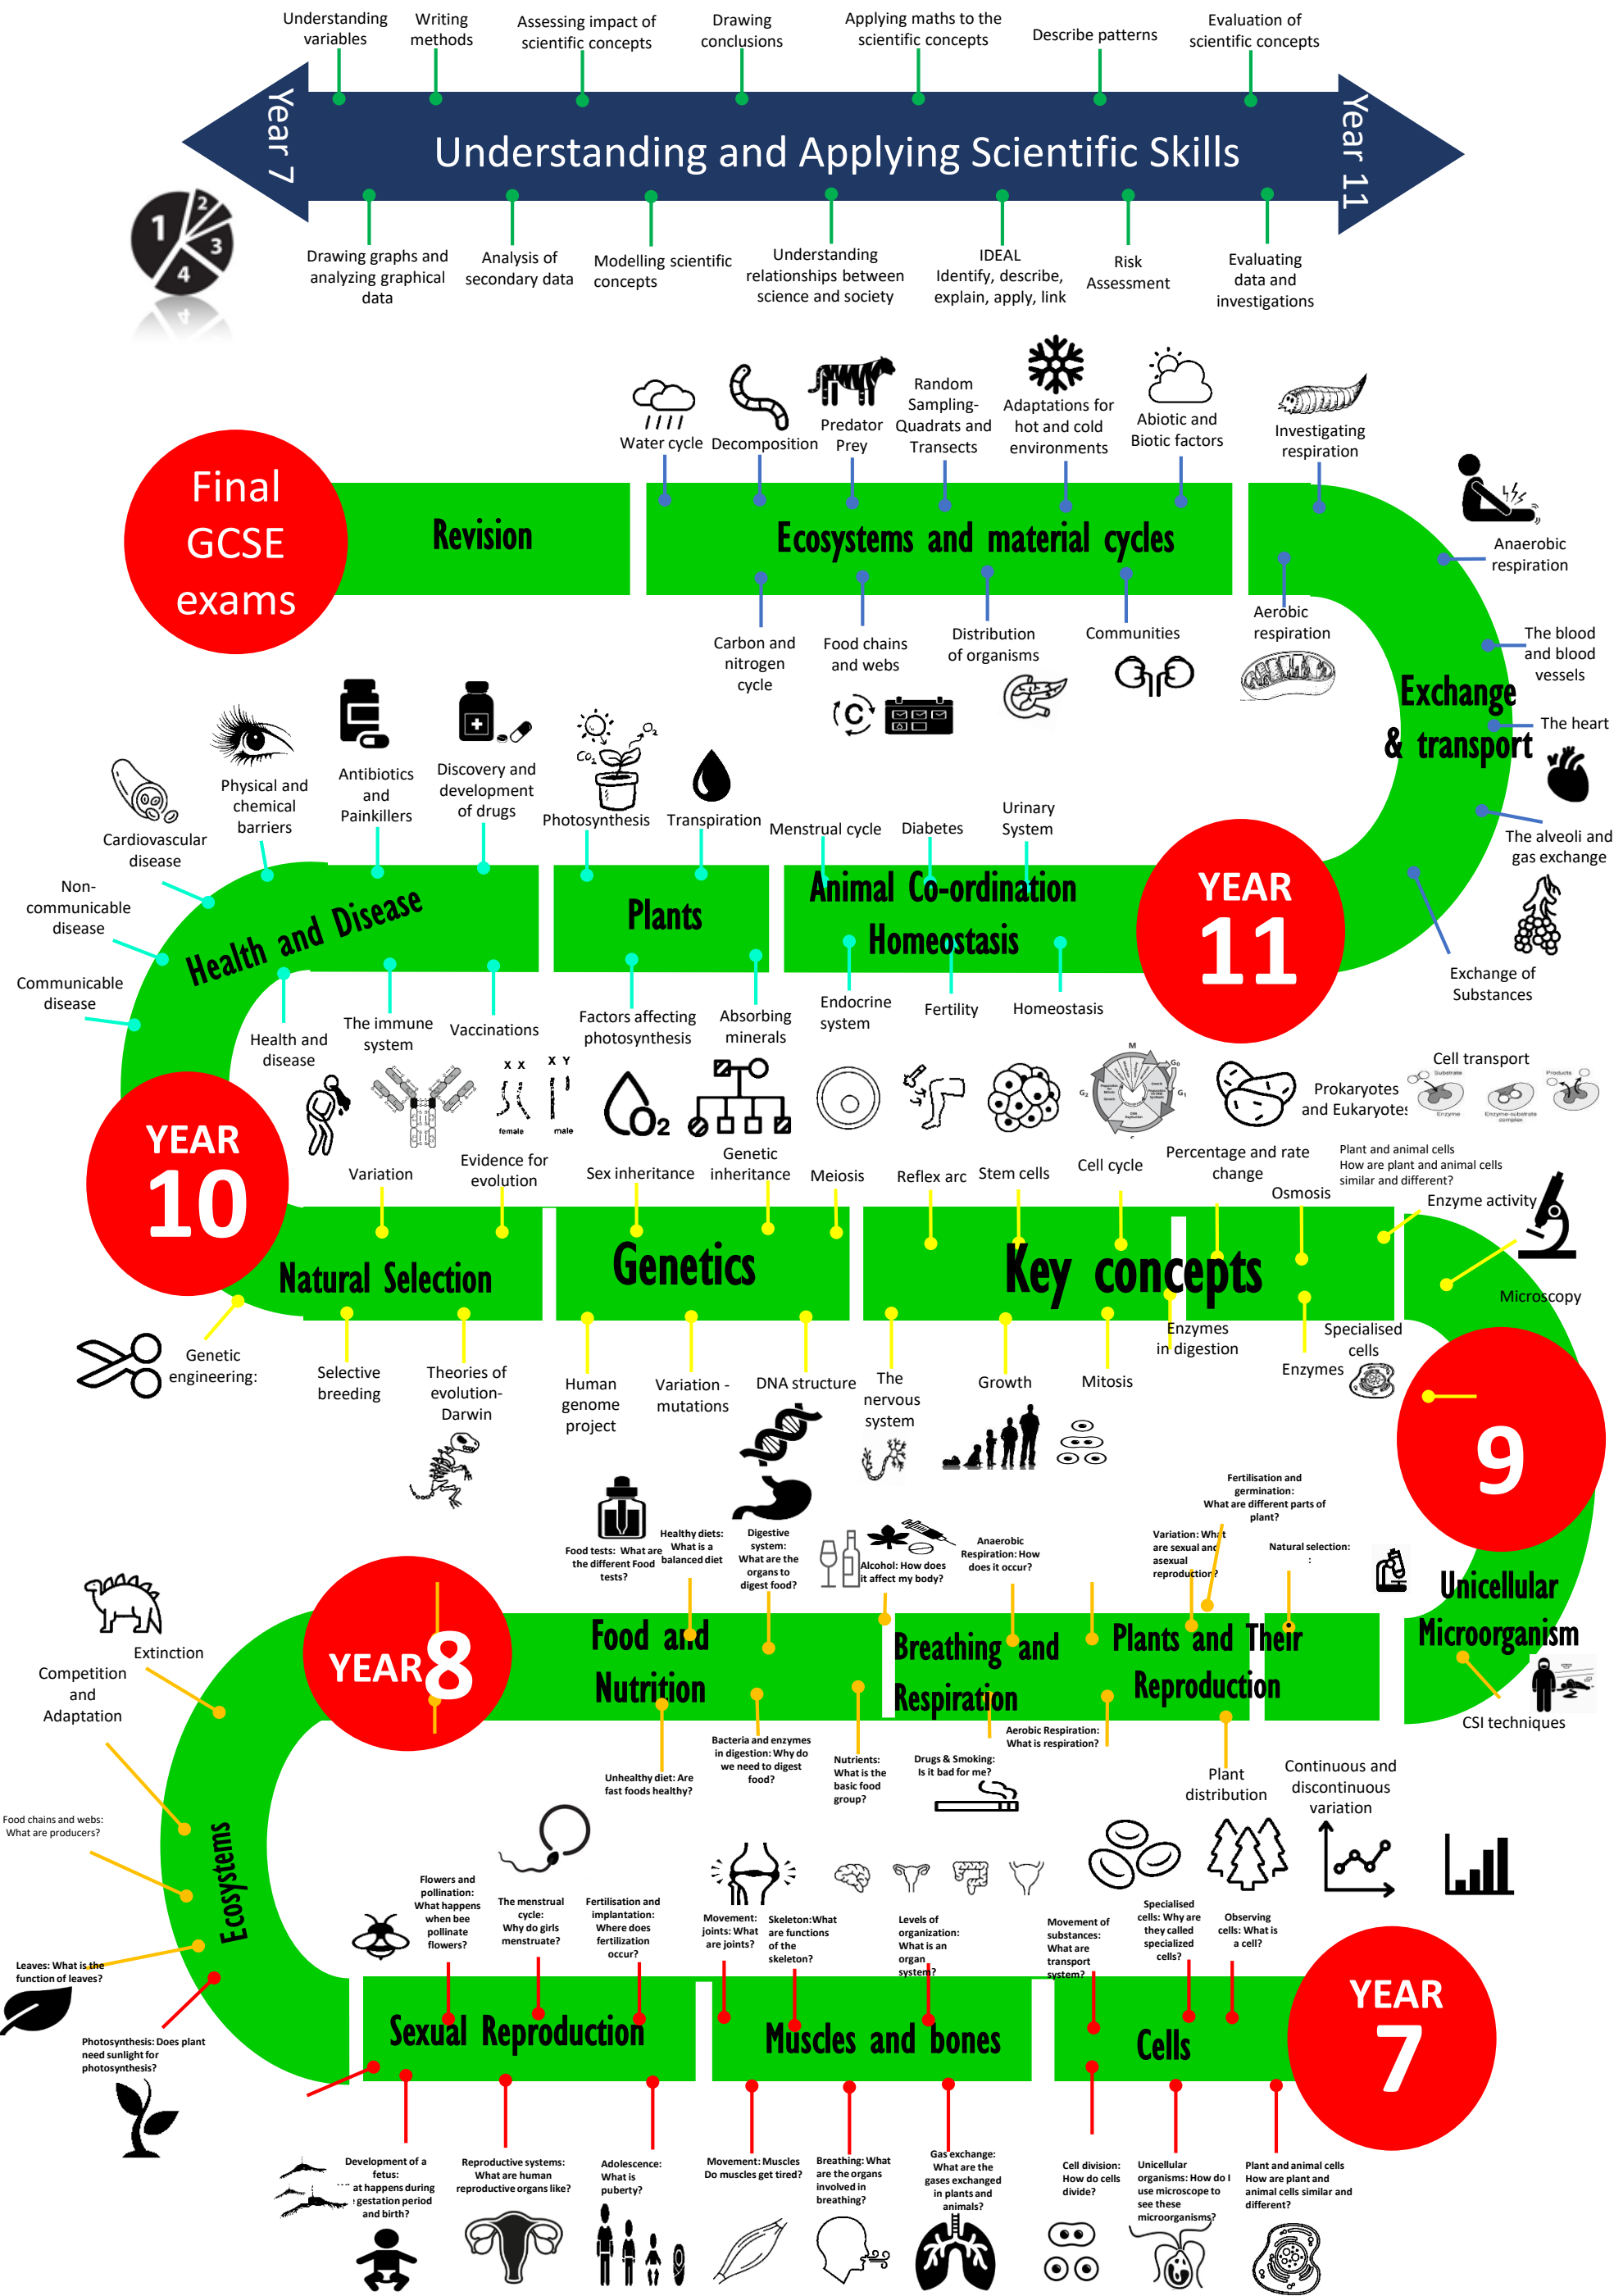 Understanding
variables
Writing
methods
Assessing impact of
scientific concepts
Drawing
conclusions
Applying maths to the
scientific concepts
Describe patterns
Evaluation of
scientific concepts
Year 7
Understanding and Applying Scientific Skills
Year 11
Drawing graphs and
analyzing graphical
data
Analysis of
secondary data
Modelling scientific
concepts
Understanding
relationships between
science and society
IDEAL
Identify, describe,
explain, apply, link
Risk
Assessment
Evaluating
data and
investigations
1
2
3
4
Water cycle
Decomposition
Predator
Prey
Random
Sampling-
Quadrats and
Transects
Adaptations for
hot and cold
environments
Abiotic and
Biotic factors
Investigating
respiration
Final
GCSE
exams
Revision
Ecosystems and material cycles
Anaerobic
respiration
Carbon and
nitrogen
cycle
Food chains
and webs
Distribution
of organisms
Communities
Aerobic
respiration
The blood
and blood
vessels
Exchange
& transport
The heart
The alveoli and
gas exchange
Exchange of
Substances
C
Cardiovascular
disease
Physical and
chemical
barriers
Antibiotics
and
Painkillers
Discovery and
development
of drugs
CO2
O2
Photosynthesis
Transpiration
Menstrual cycle
Diabetes
Urinary
System
Non-
communicable
disease
Communicable
disease
Health and Disease
Plants
Animal Co-ordination
Homeostasis
YEAR
11
Health and
disease
The immune
system
Vaccinations
Factors affecting
photosynthesis
Absorbing
minerals
Endocrine
system
Fertility
Homeostasis
X X
female
X Y
male
O2
M
G0
G1
G2
Prokaryotes
and Eukaryotes
Cell transport
Substrate
Enzyme
Enzyme-substrate
complex
Products
YEAR
10
Variation
Evidence for
evolution
Sex inheritance
Genetic
inheritance
Meiosis
Reflex arc
Stem cells
Cell cycle
Percentage and rate
change
Osmosis
Plant and animal cells
How are plant and animal cells
similar and different?
Enzyme activity
Microscopy
Natural Selection
Genetics
Key concepts
Genetic
engineering:
Selective
breeding
Theories of
evolution-
Darwin
Human
genome
project
Variation -
mutations
DNA structure
The
nervous
system
Growth
Mitosis
Enzymes
in digestion
Enzymes
Specialised
cells
9
Food tests: What are
the different Food
tests?
Healthy diets:
What is a
balanced diet
Digestive
system:
What are the
organs to
digest food?
Alcohol: How does
it affect my body?
Anaerobic
Respiration: How
does it occur?
Variation: What
are sexual and
asexual
reproduction?
Fertilisation and
germination:
What are different parts of
plant?
Natural selection:
:
Unicellular
Microorganism
CSI techniques
Extinction
Competition
and
Adaptation
YEAR 8
Food and
Nutrition
Breathing and
Respiration
Plants and Their
Reproduction
Unhealthy diet: Are
fast foods healthy?
Bacteria and enzymes
in digestion: Why do
we need to digest
food?
Nutrients:
What is the
basic food
group?
Drugs & Smoking:
Is it bad for me?
Aerobic Respiration:
What is respiration?
Plant
distribution
Continuous and
discontinuous
variation
Food chains and webs:
What are producers?
Ecosystems
Leaves: What is the
function of leaves?
Photosynthesis: Does plant
need sunlight for
photosynthesis?
Flowers and
pollination:
What happens
when bee
pollinate
flowers?
The menstrual
cycle:
Why do girls
menstruate?
Fertilisation and
implantation:
Where does
fertilization
occur?
Movement:
joints: What
are joints?
Skeleton:What
are functions
of the
skeleton?
Levels of
organization:
What is an
organ
system?
Movement of
substances:
What are
transport
system?
Specialised
cells: Why are
they called
specialized
cells?
Observing
cells: What is
a cell?
Sexual Reproduction
Muscles and bones
Cells
YEAR
7
Development of a
fetus:
at happens during
gestation period
and birth?
Reproductive systems:
What are human
reproductive organs like?
Adolescence:
What is
puberty?
Movement: Muscles
Do muscles get tired?
Breathing: What
are the organs
involved in
breathing?
Gas exchange:
What are the
gases exchanged
in plants and
animals?
Cell division:
How do cells
divide?
Unicellular
organisms: How do I
use microscope to
see these
microorganisms?
Plant and animal cells
How are plant and
animal cells similar and
different?